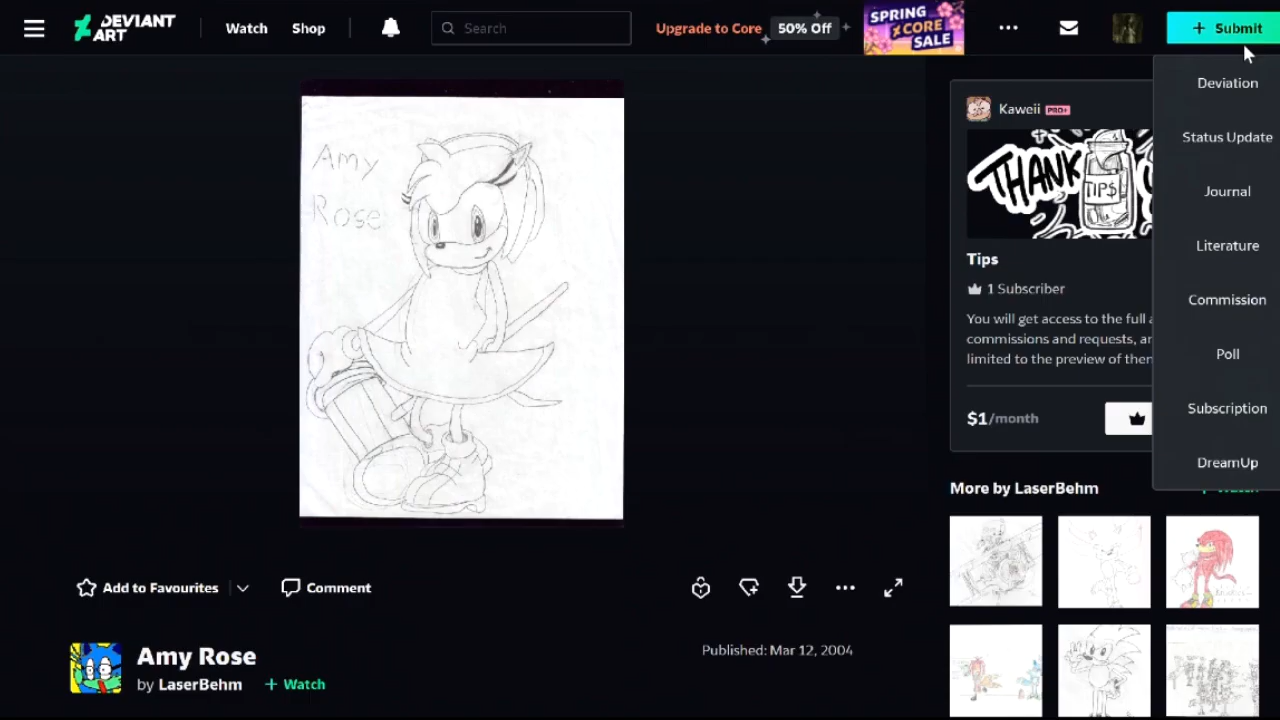 DEVIANT
ART
Watch
Shop
Search
Upgrade to Core
50% Off
SPRING
CORE
SALE
+ Submit
Deviation
Status Update
Journal
Literature
Commission
Poll
Subscription
DreamUp
Amy
Rose
Kaweii PRO+
THANK
TIPS
Tips
1 Subscriber
You will get access to the full
commissions and requests,
limited to the preview of
$1/month
More by LaserBehm
Add to Favourites
Comment
Amy Rose
by LaserBehm
+ Watch
Published: Mar 12, 2004